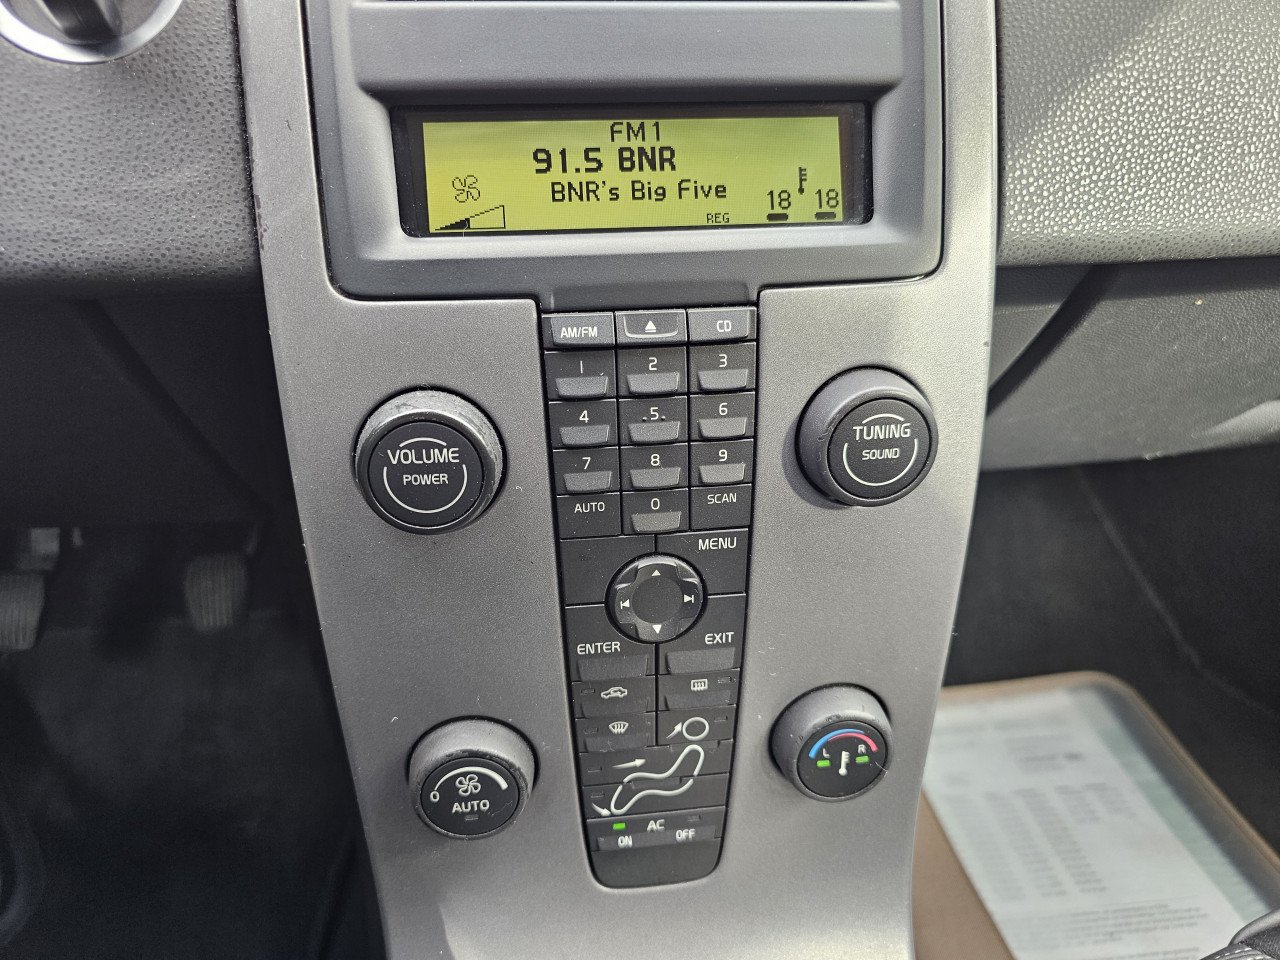 FM1
91.5 BNR
BNR's Big Five
18 18
REG
AM/FM
CD
1
2
3
4
5
6
7
8
9
AUTO
0
SCAN
MENU
ENTER
EXIT
VOLUME
POWER
TUNING
SOUND
0
AUTO
L R
AC
ON OFF